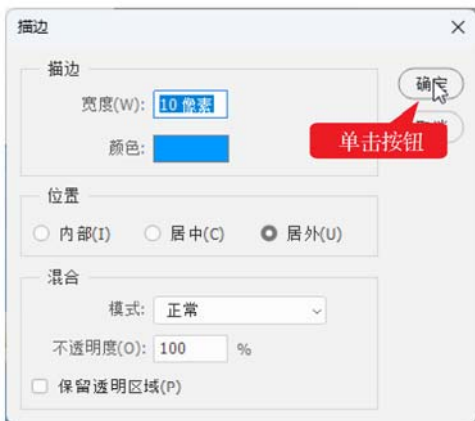 描边
描边
宽度(W): 10 像素
确定
颜色:
单击按钮
位置
内部(I) 居中(C) 居外(U)
混合
模式: 正常
不透明度(O): 100 %
保留透明区域(P)